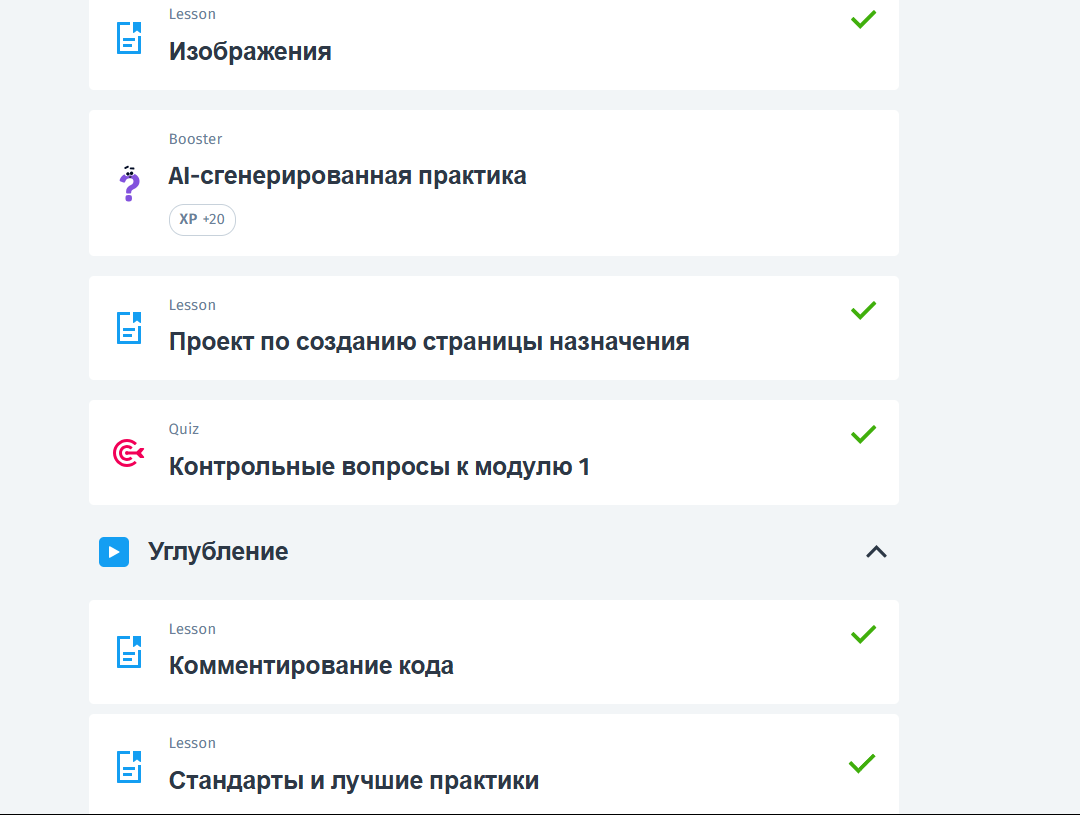 Lesson
Изображения
Booster
AI-сгенерированная практика
XP +20
Lesson
Проект по созданию страницы назначения
Quiz
Контрольные вопросы к модулю 1
Углубление
Lesson
Комментирование кода
Lesson
Стандарты и лучшие практики